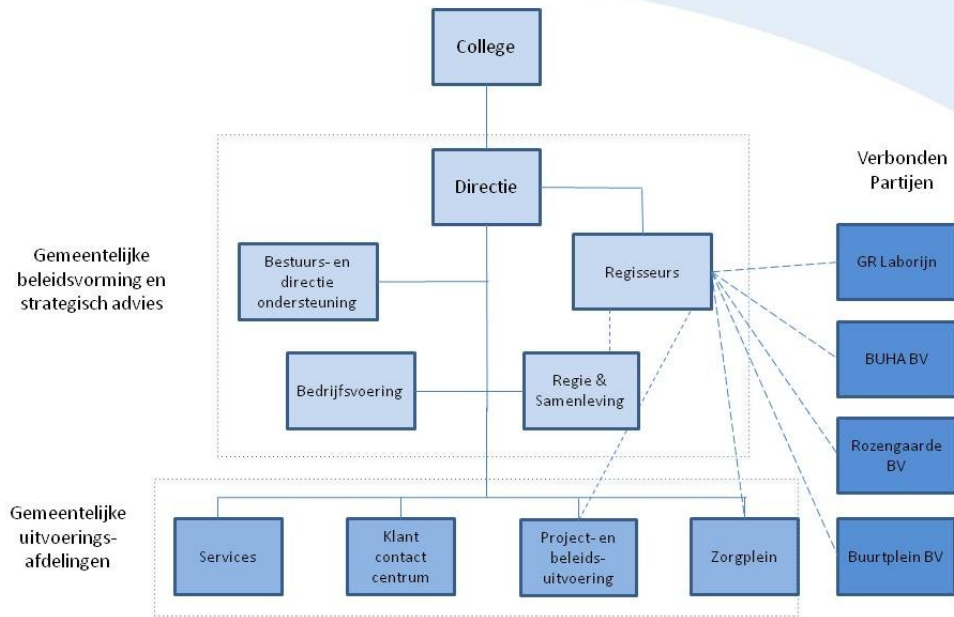 College
Directie
Verbonden
Partijen
Gemeentelijke
beleidsvorming en
strategisch advies
Bestuurs- en
directie
ondersteuning
Regisseurs
GR Laborijn
BUHA BV
Bedrijfsvoering
Regie &
Samenleving
Rozengaarde
BV
Gemeentelijke
uitvoerings-
afdelingen
Services
Klant
contact
centrum
Project- en
beleids-
uitvoering
Zorgplein
Buurtplein BV